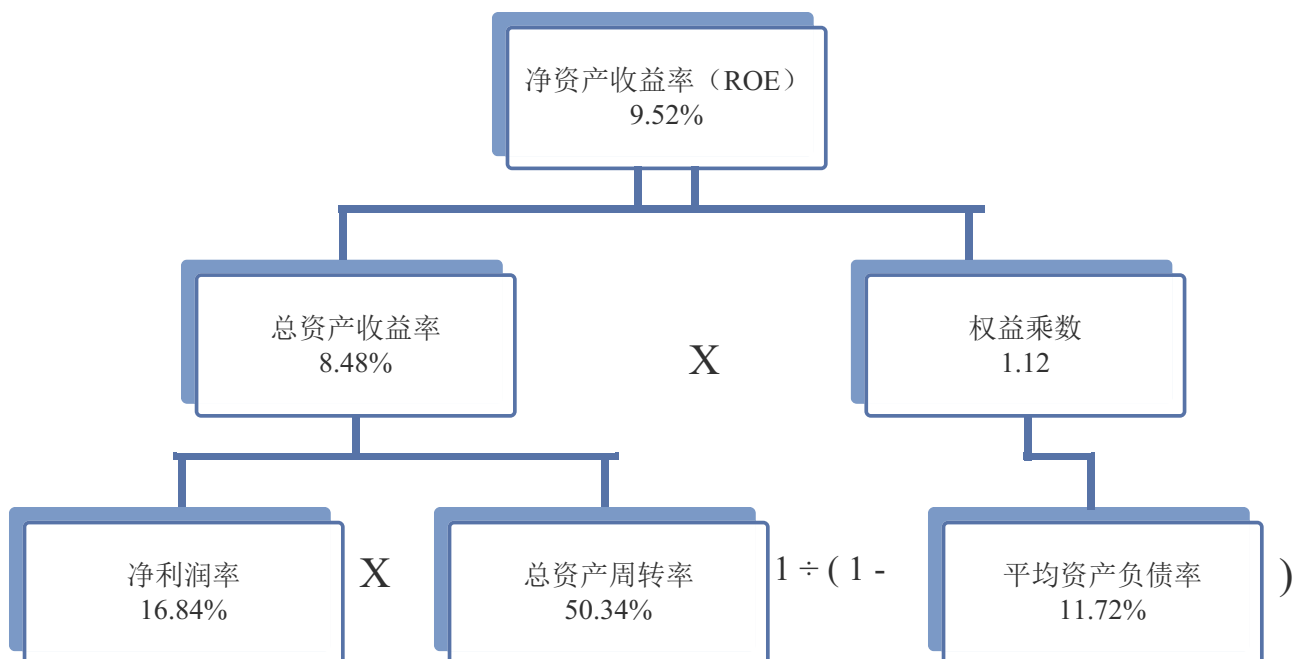 净资产收益率（ROE）
9.52%
总资产收益率
8.48%
X
权益乘数
1.12
净利润率
16.84%
X
总资产周转率
50.34%
1 ÷ ( 1 -
平均资产负债率
11.72%
)